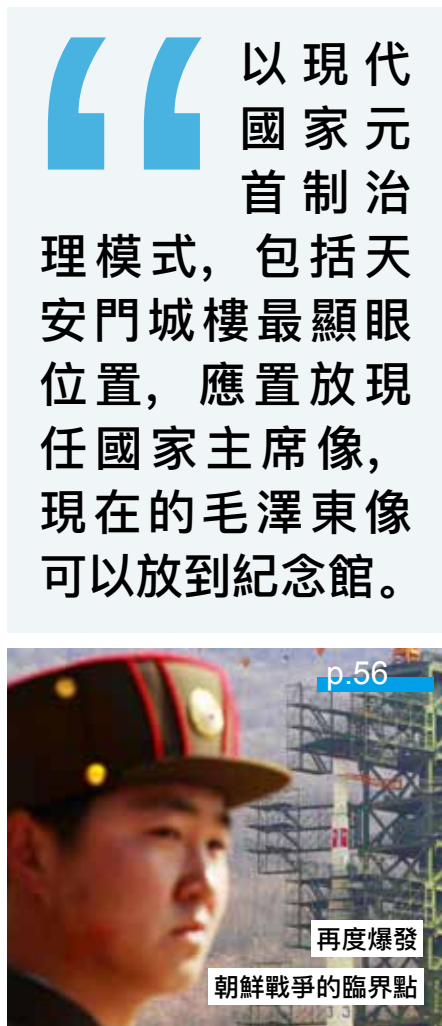 “
以現代
國家元
首制治
理模式，包括天
安門城樓最顯眼
位置，應置放現
任國家主席像，
現在的毛澤東像
可以放到紀念館。
p.56
再度爆發
朝鮮戰爭的臨界點